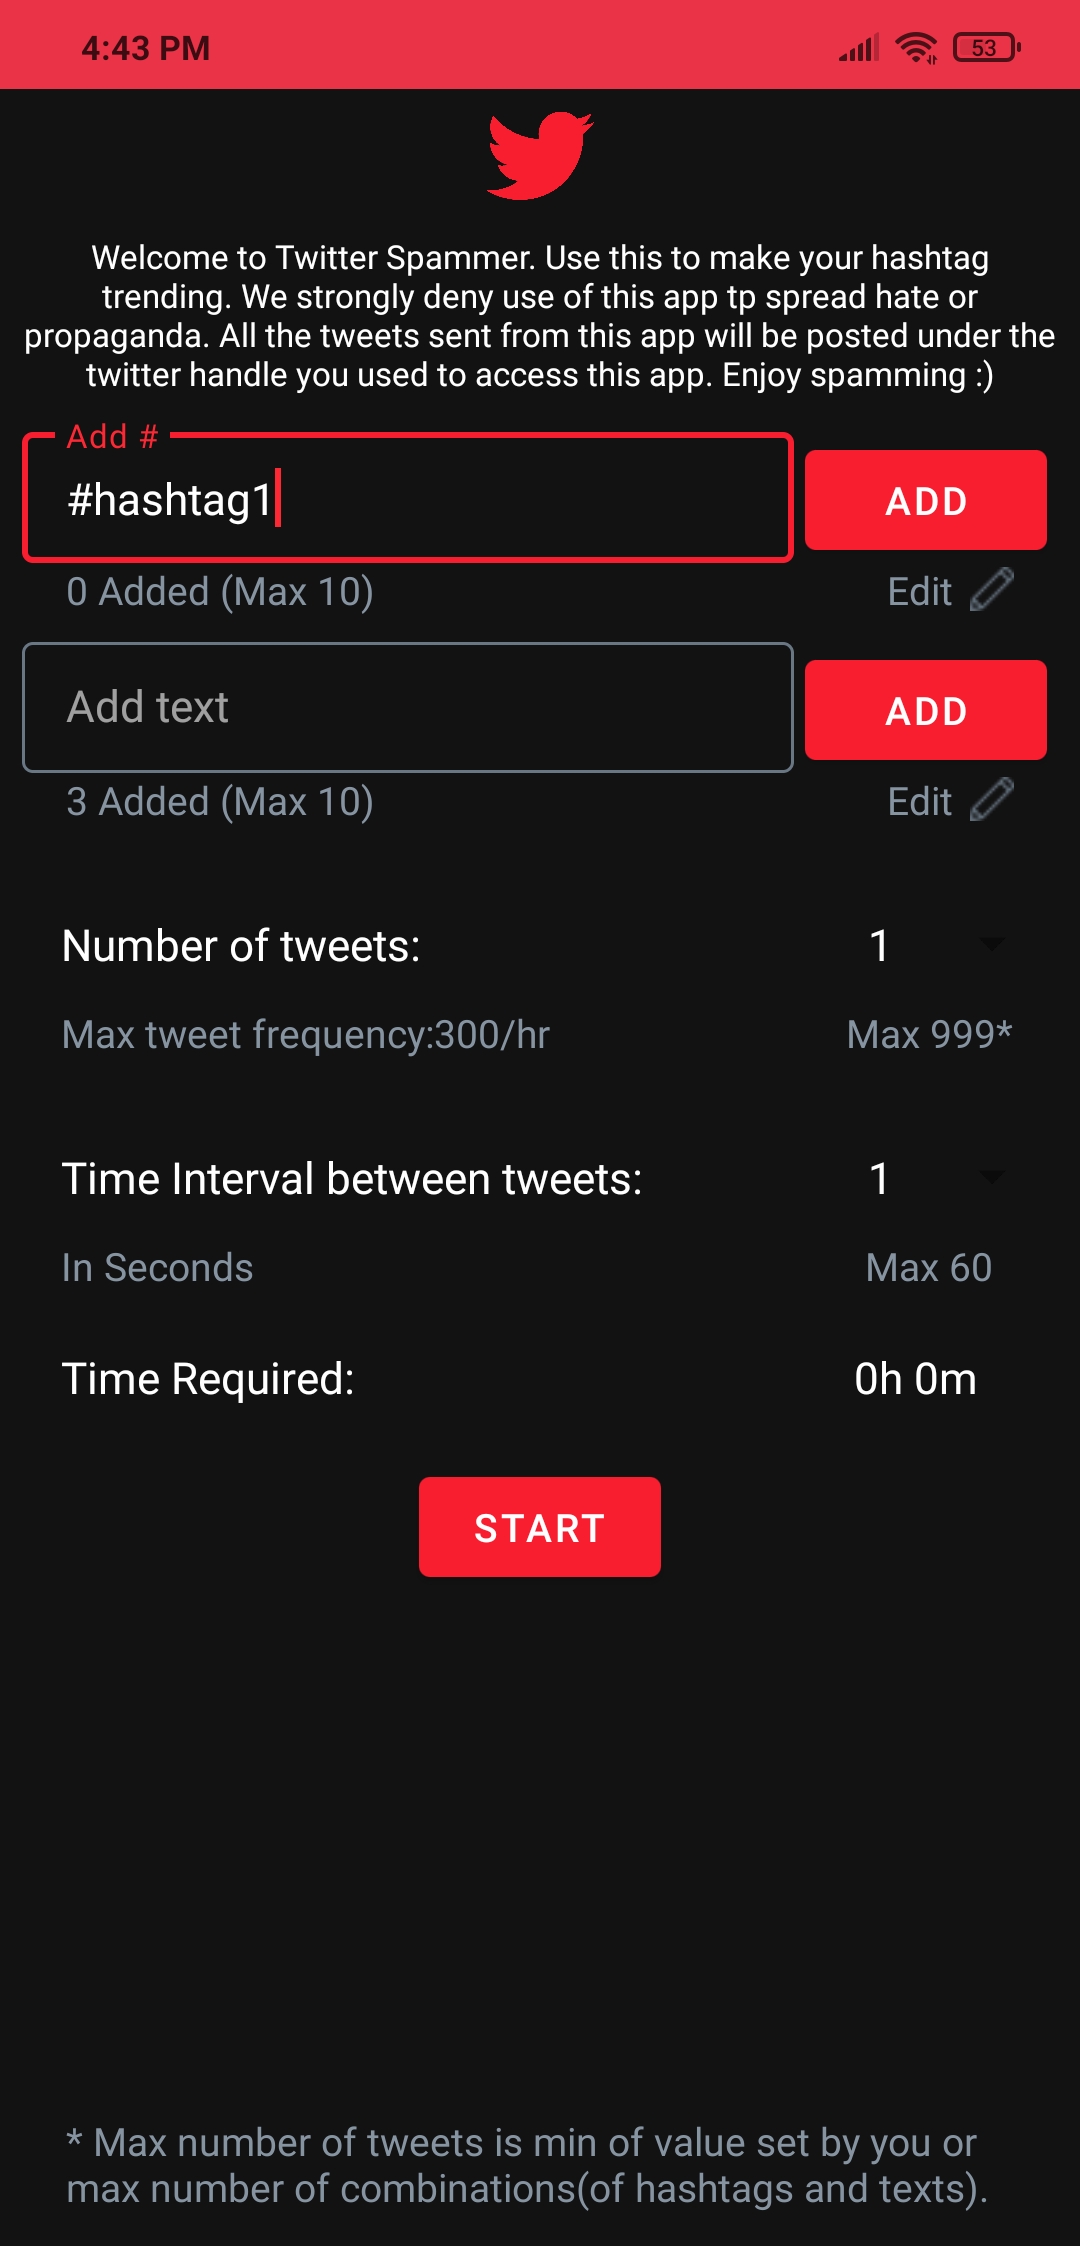 4:43 PM
53
Welcome to Twitter Spammer. Use this to make your hashtag
trending. We strongly deny use of this app tp spread hate or
propaganda. All the tweets sent from this app will be posted under the
twitter handle you used to access this app. Enjoy spamming :)
Add #
#hashtag1
ADD
0 Added (Max 10)
Edit
Add text
ADD
3 Added (Max 10)
Edit
Number of tweets:
1
Max tweet frequency:300/hr
Max 999*
Time Interval between tweets:
1
In Seconds
Max 60
Time Required:
0h 0m
START
* Max number of tweets is min of value set by you or
max number of combinations(of hashtags and texts).